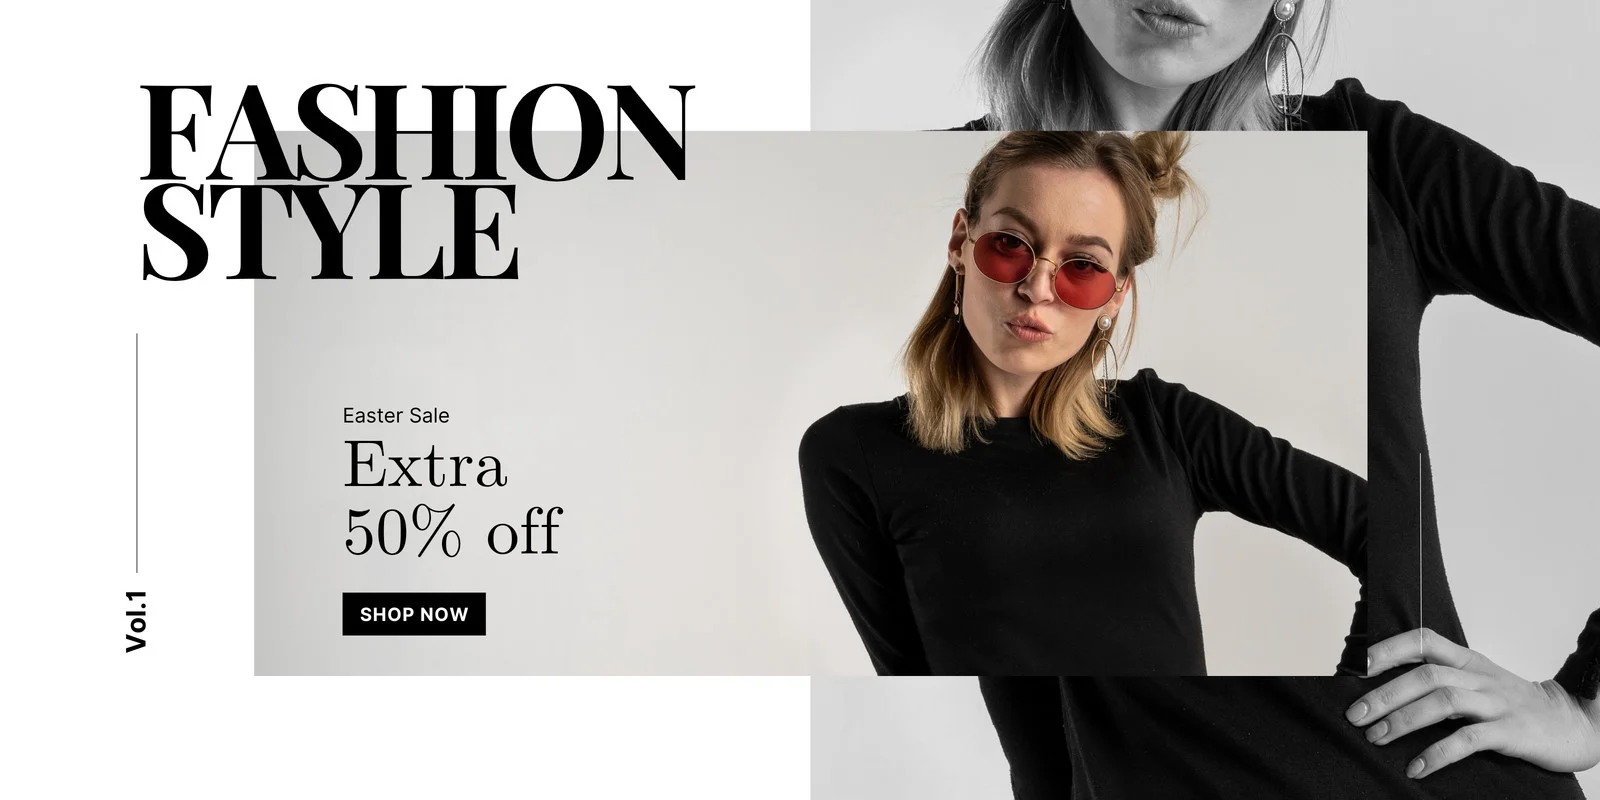 FASHION
STYLE
Easter Sale
Extra
50% off
SHOP NOW
Vol.1